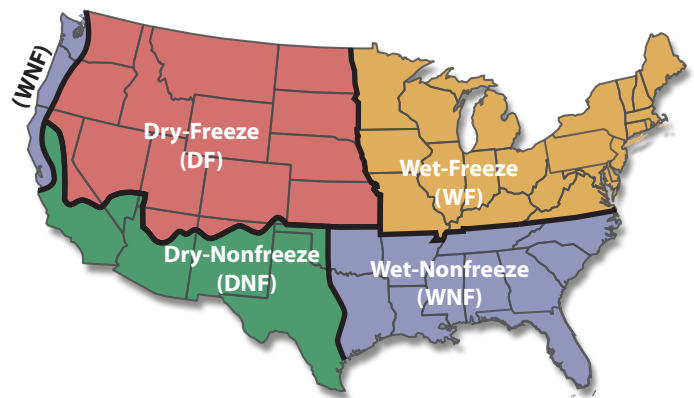 (WNF)
Dry-Freeze
(DF)
Wet-Freeze
(WF)
Dry-Nonfreeze
(DNF)
Wet-Nonfreeze
(WNF)